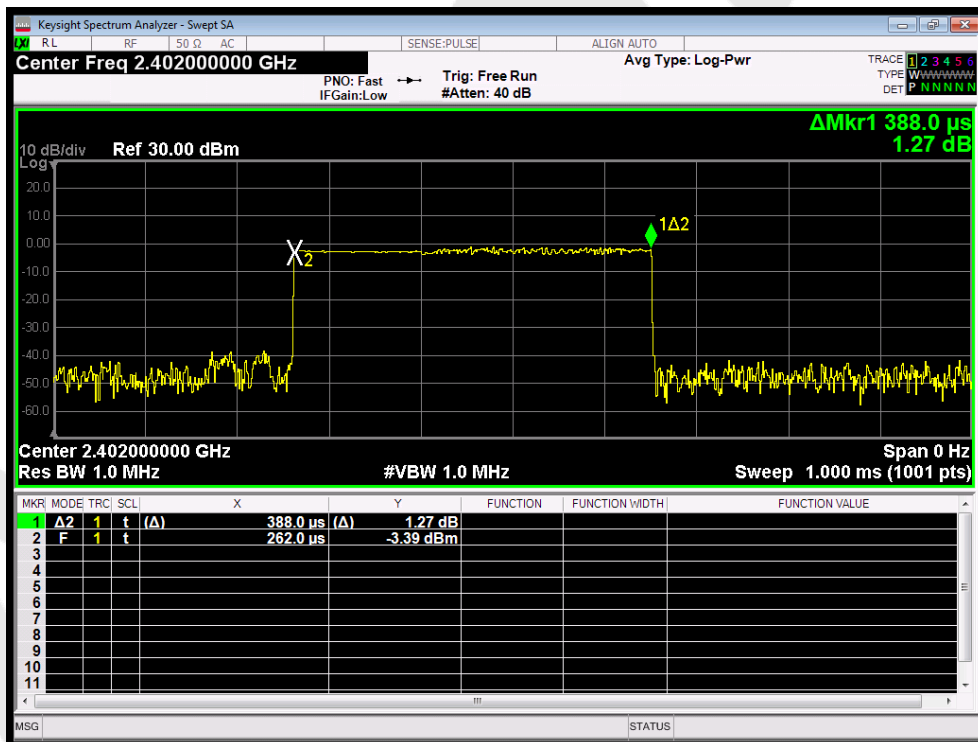 Keysight Spectrum Analyzer - Swept SA
LXI RL RF 50 Ω AC SENSE:PULSE ALIGN AUTO
Center Freq 2.402000000 GHz Avg Type: Log-Pwr TRACE 1 2 3 4 5 6
PNO: Fast Trig: Free Run TYPE WWWWWW
IFGain:Low #Atten: 40 dB DET P N N N N N
ΔMkr1 388.0 µs
10 dB/div Ref 30.00 dBm 1.27 dB
Log
20.0
10.0
1Δ2
0.00
2
-10.0
-20.0
-30.0
-40.0
-50.0
-60.0
Center 2.402000000 GHz Span 0 Hz
Res BW 1.0 MHz #VBW 1.0 MHz Sweep 1.000 ms (1001 pts)
MKR MODE TRC SCL X Y FUNCTION FUNCTION WIDTH FUNCTION VALUE
1 Δ2 1 t (Δ) 388.0 µs (Δ) 1.27 dB
2 F 1 t 262.0 µs -3.39 dBm
3
4
5
6
7
8
9
10
11
MSG STATUS